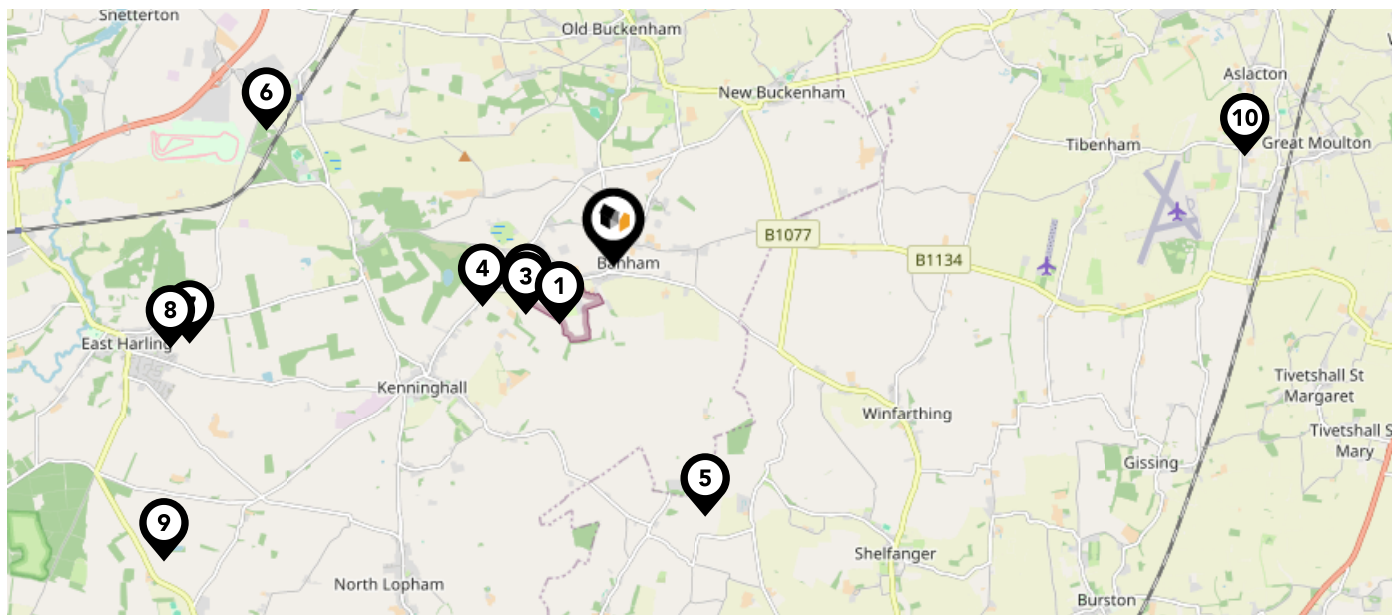 Snetterton
Old Buckenham
Aslacton
6
New Buckenham
10
Tibenham
Great Moulton
B1077
Banham
B1134
4
3
1
8
East Harling
Kenninghall
Tivetshall St
Margaret
Winfarthing
Tivetshall S
Mary
Gissing
5
9
Shelfanger
North Lopham
Burston